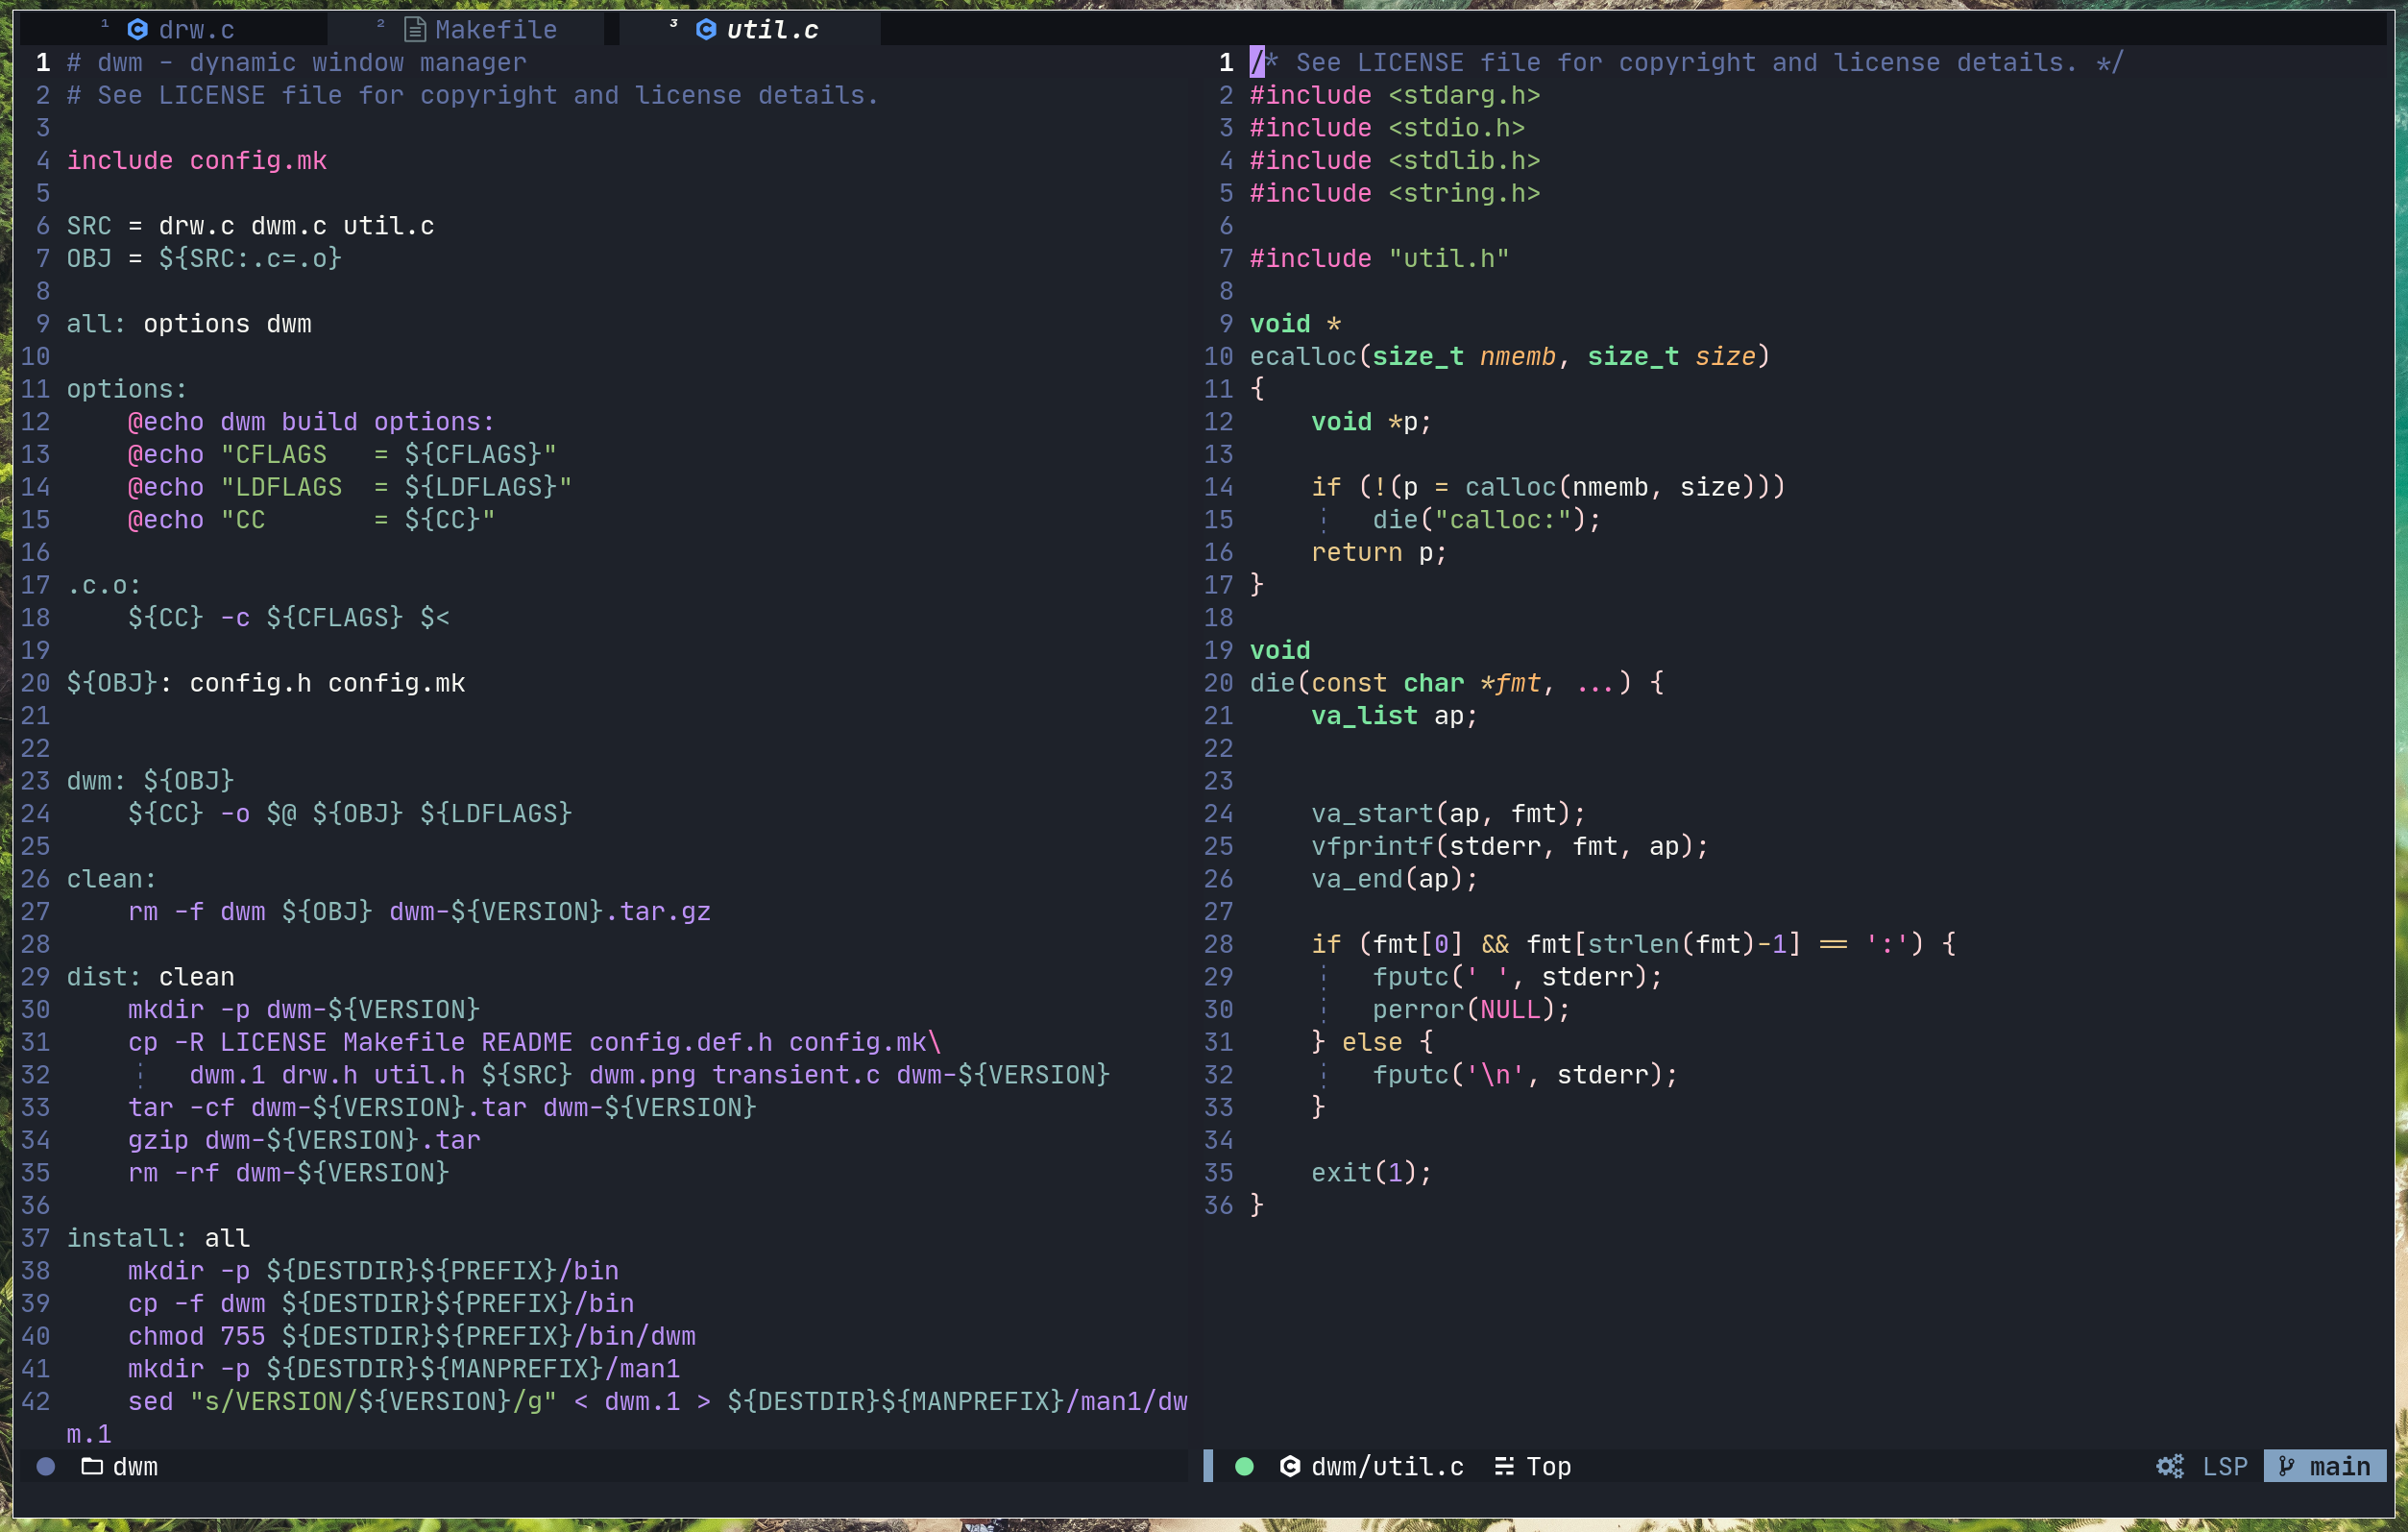 ¹ drw.c ² Makefile ³ util.c
1 # dwm - dynamic window manager
2 # See LICENSE file for copyright and license details.
3
4 include config.mk
5
6 SRC = drw.c dwm.c util.c
7 OBJ = ${SRC:.c=.o}
8
9 all: options dwm
10
11 options:
12     @echo dwm build options:
13     @echo "CFLAGS   = ${CFLAGS}"
14     @echo "LDFLAGS  = ${LDFLAGS}"
15     @echo "CC       = ${CC}"
16
17 .c.o:
18     ${CC} -c ${CFLAGS} $<
19
20 ${OBJ}: config.h config.mk
21
22
23 dwm: ${OBJ}
24     ${CC} -o $@ ${OBJ} ${LDFLAGS}
25
26 clean:
27     rm -f dwm ${OBJ} dwm-${VERSION}.tar.gz
28
29 dist: clean
30     mkdir -p dwm-${VERSION}
31     cp -R LICENSE Makefile README config.def.h config.mk\
32         dwm.1 drw.h util.h ${SRC} dwm.png transient.c dwm-${VERSION}
33     tar -cf dwm-${VERSION}.tar dwm-${VERSION}
34     gzip dwm-${VERSION}.tar
35     rm -rf dwm-${VERSION}
36
37 install: all
38     mkdir -p ${DESTDIR}${PREFIX}/bin
39     cp -f dwm ${DESTDIR}${PREFIX}/bin
40     chmod 755 ${DESTDIR}${PREFIX}/bin/dwm
41     mkdir -p ${DESTDIR}${MANPREFIX}/man1
42     sed "s/VERSION/${VERSION}/g" < dwm.1 > ${DESTDIR}${MANPREFIX}/man1/dw
m.1
dwm
1 /* See LICENSE file for copyright and license details. */
2 #include <stdarg.h>
3 #include <stdio.h>
4 #include <stdlib.h>
5 #include <string.h>
6
7 #include "util.h"
8
9 void *
10 ecalloc(size_t nmemb, size_t size)
11 {
12     void *p;
13
14     if (!(p = calloc(nmemb, size)))
15         die("calloc:");
16     return p;
17 }
18
19 void
20 die(const char *fmt, ...) {
21     va_list ap;
22
23
24     va_start(ap, fmt);
25     vfprintf(stderr, fmt, ap);
26     va_end(ap);
27
28     if (fmt[0] && fmt[strlen(fmt)-1] == ':') {
29         fputc(' ', stderr);
30         perror(NULL);
31     } else {
32         fputc('\n', stderr);
33     }
34
35     exit(1);
36 }
dwm/util.c Top LSP main